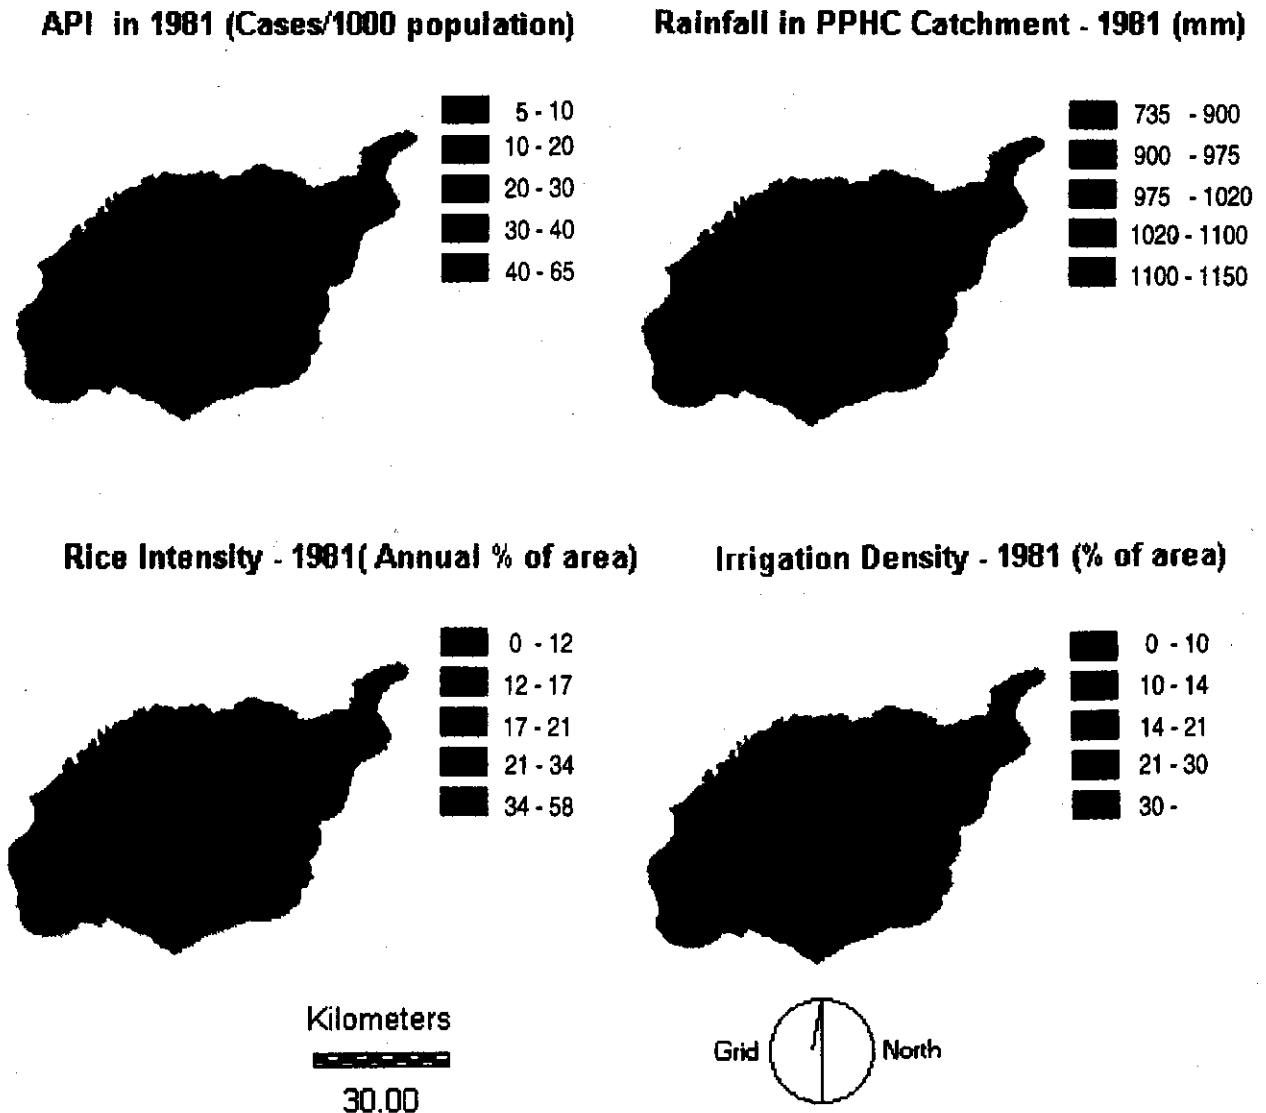 API in 1981 (Cases/1000 population)
5 - 10
10 - 20
20 - 30
30 - 40
40 - 65
Rainfall in PPHC Catchment - 1981 (mm)
735 - 900
900 - 975
975 - 1020
1020 - 1100
1100 - 1150
Rice Intensity - 1981( Annual % of area)
0 - 12
12 - 17
17 - 21
21 - 34
34 - 58
Irrigation Density - 1981 (% of area)
0 - 10
10 - 14
14 - 21
21 - 30
30 -
Kilometers
30.00
Grid North